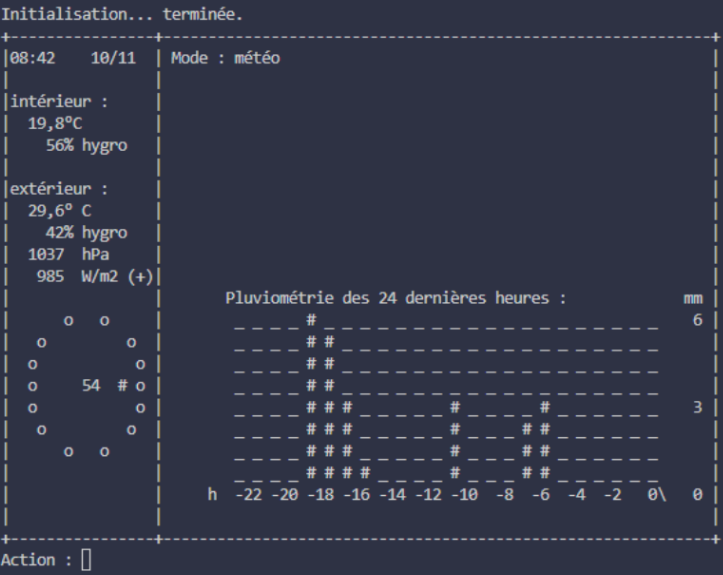 Initialisation... terminée.
+----------------+-------------------------------------------------------------+
|08:42    10/11  | Mode : météo                                                |
|                |                                                             |
|intérieur :     |                                                             |
|  19,8°C        |                                                             |
|    56% hygro   |                                                             |
|                |                                                             |
|extérieur :     |                                                             |
|  29,6° C       |                                                             |
|    42% hygro   |                                                             |
|  1037  hPa     |                                                             |
|   985  W/m2 (+)|                                                             |
|                |       Pluviométrie des 24 dernières heures :             mm |
|      o   o     |        _ _ _ _ # _ _ _ _ _ _ _ _ _ _ _ _ _ _ _    6 |
|   o         o  |        _ _ _ _ # # _ _ _ _ _ _ _ _ _ _ _ _ _ _      |
|  o           o |        _ _ _ _ # # _ _ _ _ _ _ _ _ _ _ _ _ _ _      |
|  o     54  # o |        _ _ _ _ # # _ _ _ _ _ _ _ _ _ _ _ _ _ _      |
|  o           o |        _ _ _ _ # # # _ _ _ _ _ # _ _ _ _ # _ _ _ _ _ _    3 |
|   o         o  |        _ _ _ _ # # # _ _ _ _ _ # _ _ _ # # _ _ _ _ _ _      |
|      o   o     |        _ _ _ _ # # # _ _ _ _ _ # _ _ _ # # _ _ _ _ _ _      |
|                |        _ _ _ _ # # # # _ _ _ _ # _ _ _ # # _ _ _ _ _ _      |
|                |     h  -22 -20 -18 -16 -14 -12 -10  -8  -6  -4  -2   0\   0 |
|                |                                                             |
+----------------+-------------------------------------------------------------+
Action :